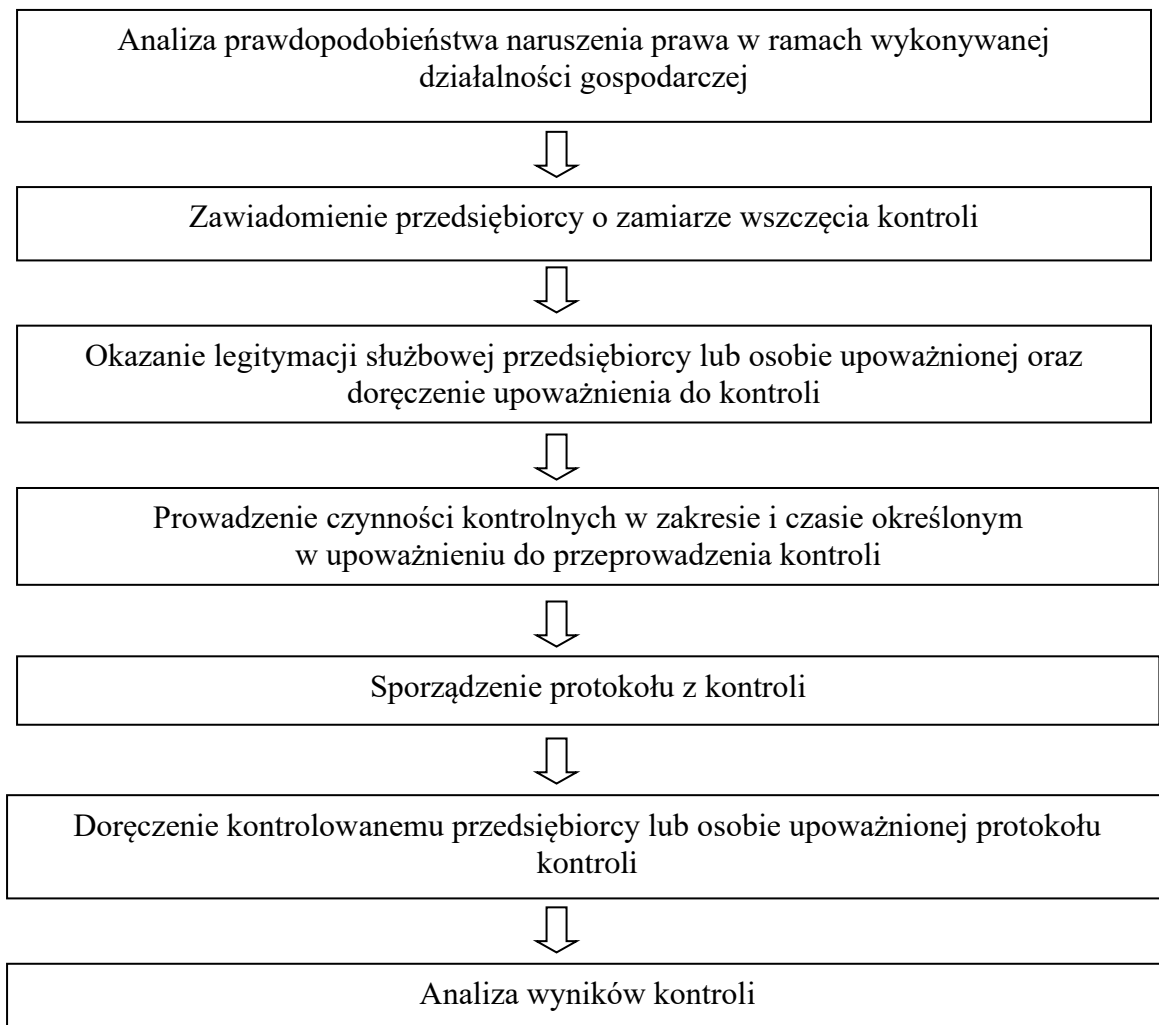 Analiza prawdopodobieństwa naruszenia prawa w ramach wykonywanej
działalności gospodarczej
Zawiadomienie przedsiębiorcy o zamiarze wszczęcia kontroli
Okazanie legitymacji służbowej przedsiębiorcy lub osobie upoważnionej oraz
doręczenie upoważnienia do kontroli
Prowadzenie czynności kontrolnych w zakresie i czasie określonym
w upoważnieniu do przeprowadzenia kontroli
Sporządzenie protokołu z kontroli
Doręczenie kontrolowanemu przedsiębiorcy lub osobie upoważnionej protokołu
kontroli
Analiza wyników kontroli